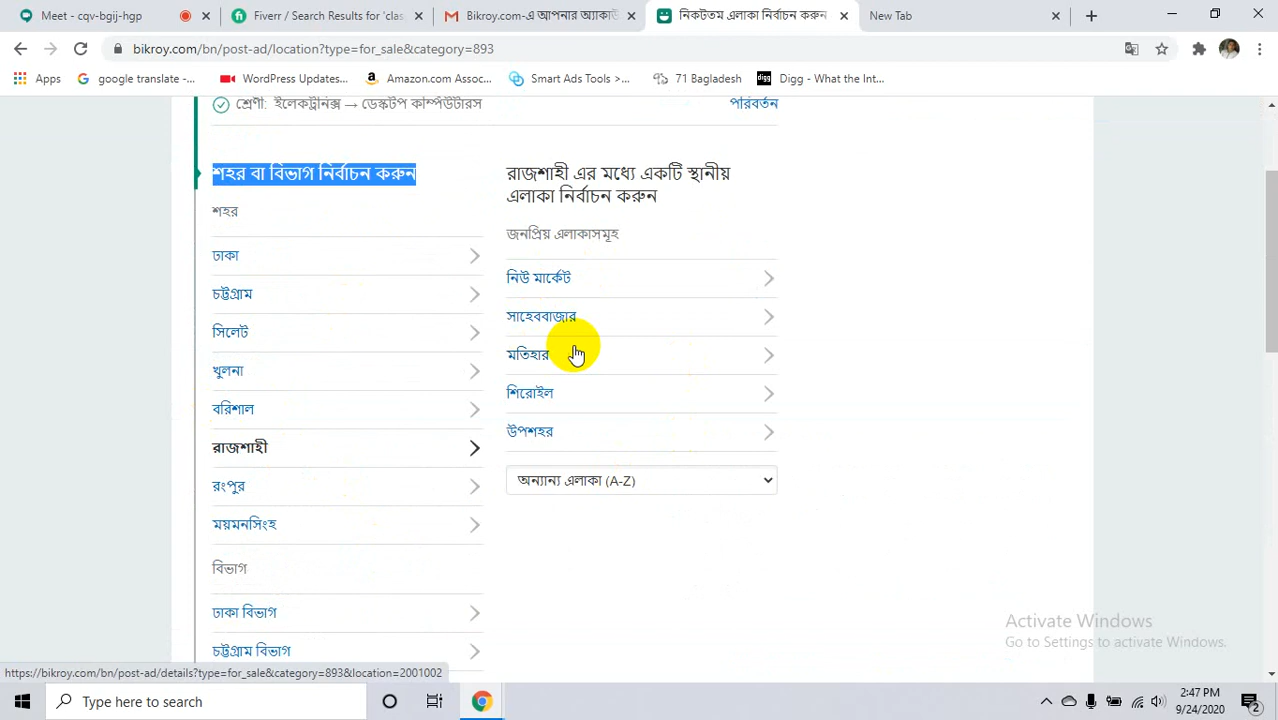 Meet - cqv-bgij-hgp
Fiverr / Search Results for 'cli
Bikroy.com-এ আপনার অ্যাকাউ
নিকটতম এলাকা নির্বাচন করুন
New Tab
bikroy.com/bn/post-ad/location?type=for_sale&category=893
Apps
google translate -...
WordPress Updates...
Amazon.com Assoc...
Smart Ads Tools >...
71 Bagladesh
Digg - What the Int...
শ্রেণী: ইলেকট্রনিক্স → ডেস্কটপ কম্পিউটারস
পরিবর্তন
শহর বা বিভাগ নির্বাচন করুন
শহর
ঢাকা
চট্টগ্রাম
সিলেট
খুলনা
বরিশাল
রাজশাহী
রংপুর
ময়মনসিংহ
বিভাগ
ঢাকা বিভাগ
চট্টগ্রাম বিভাগ
রাজশাহী এর মধ্যে একটি স্থানীয়
এলাকা নির্বাচন করুন
জনপ্রিয় এলাকাসমূহ
নিউ মার্কেট
সাহেববাজার
মতিহার
শিরোইল
উপশহর
অন্যান্য এলাকা (A-Z)
Activate Windows
Go to Settings to activate Windows.
https://bikroy.com/bn/post-ad/details?type=for_sale&category=893&location=2001002
Type here to search
2:47 PM
9/24/2020
2